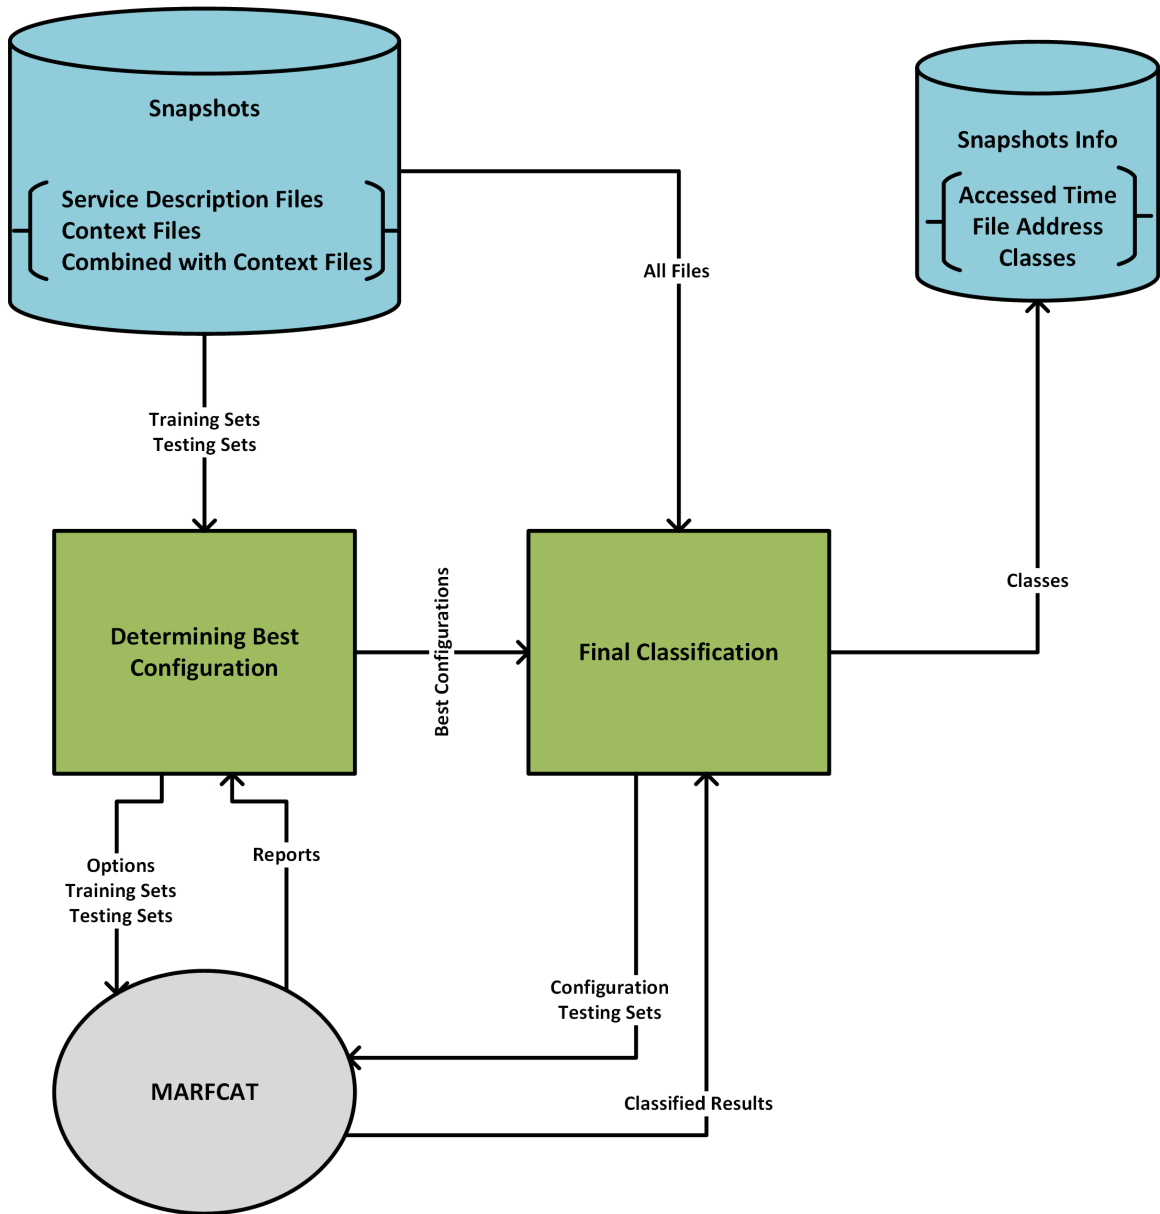 Snapshots
Service Description Files
Context Files
Combined with Context Files
Snapshots Info
Accessed Time
File Address
Classes
All Files
Training Sets
Testing Sets
Classes
Determining Best
Configuration
Best Configurations
Final Classification
Options
Training Sets
Testing Sets
Reports
Configuration
Testing Sets
MARFCAT
Classified Results